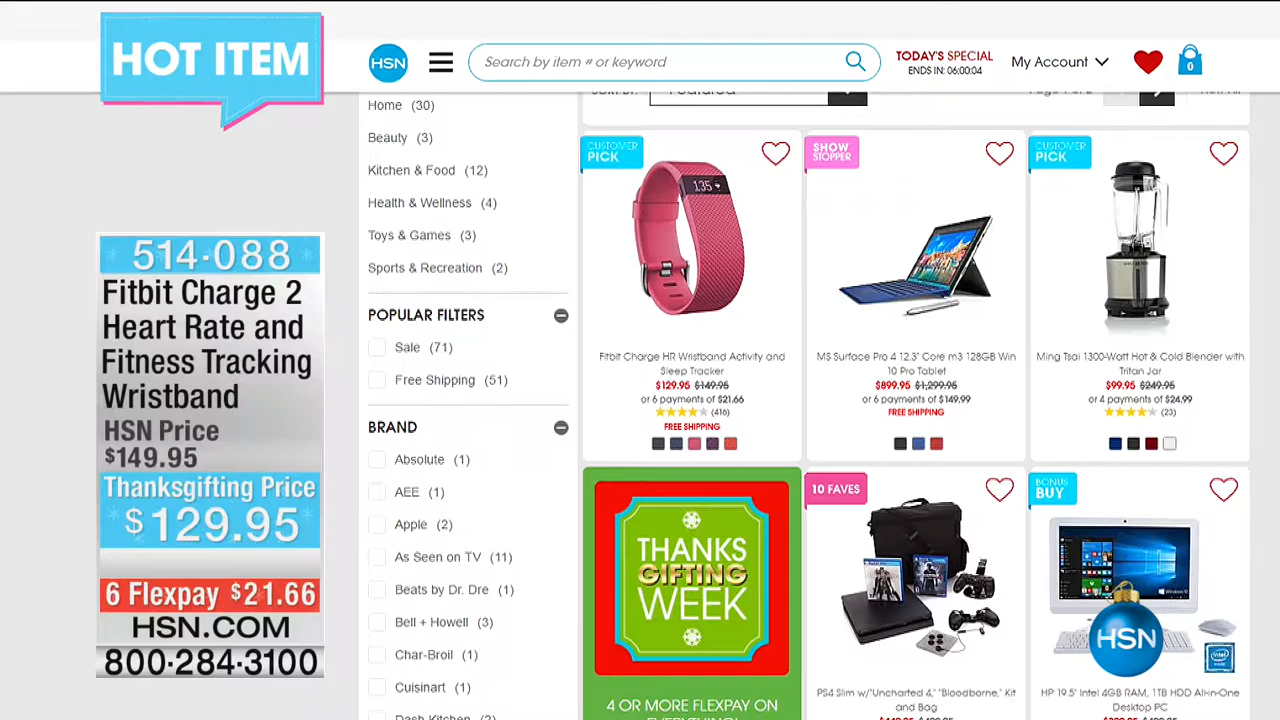 HOT ITEM
514-088
Fitbit Charge 2
Heart Rate and
Fitness Tracking
Wristband
HSN Price
$149.95
Thanksgifting Price
$129.95
6 Flexpay $21.66
HSN.COM
800-284-3100
HSN
Search by item # or keyword
TODAY'S SPECIAL
ENDS IN: 06:00:04
My Account
0
Home (30)
Beauty (3)
Kitchen & Food (12)
Health & Wellness (4)
Toys & Games (3)
Sports & Recreation (2)
POPULAR FILTERS
Sale (71)
Free Shipping (51)
BRAND
Absolute (1)
AEE (1)
Apple (2)
As Seen on TV (11)
Beats by Dr. Dre (1)
Bell + Howell (3)
Char-Broil (1)
Cuisinart (1)
Dash Kitchen (2)
Featured
CUSTOMER
PICK
135
Fitbit Charge HR Wristband Activity and
Sleep Tracker
$129.95 $149.95
or 6 payments of $21.66
(416)
FREE SHIPPING
SHOW
STOPPER
MS Surface Pro 4 12.3" Core m3 128GB Win
10 Pro Tablet
$899.95 $1,299.95
or 6 payments of $149.99
FREE SHIPPING
CUSTOMER
PICK
Ming Tsai 1300-Watt Hot & Cold Blender with
Tritan Jar
$99.95 $249.95
or 4 payments of $24.99
(23)
THANKS
GIFTING
WEEK
4 OR MORE FLEXPAY ON
EVERYTHING!
10 FAVES
PS4 Slim w/"Uncharted 4," "Bloodborne," Kit
and Bag
BONUS
BUY
HSN
intel
HP 19.5" Intel 4GB RAM, 1TB HDD All-in-One
Desktop PC